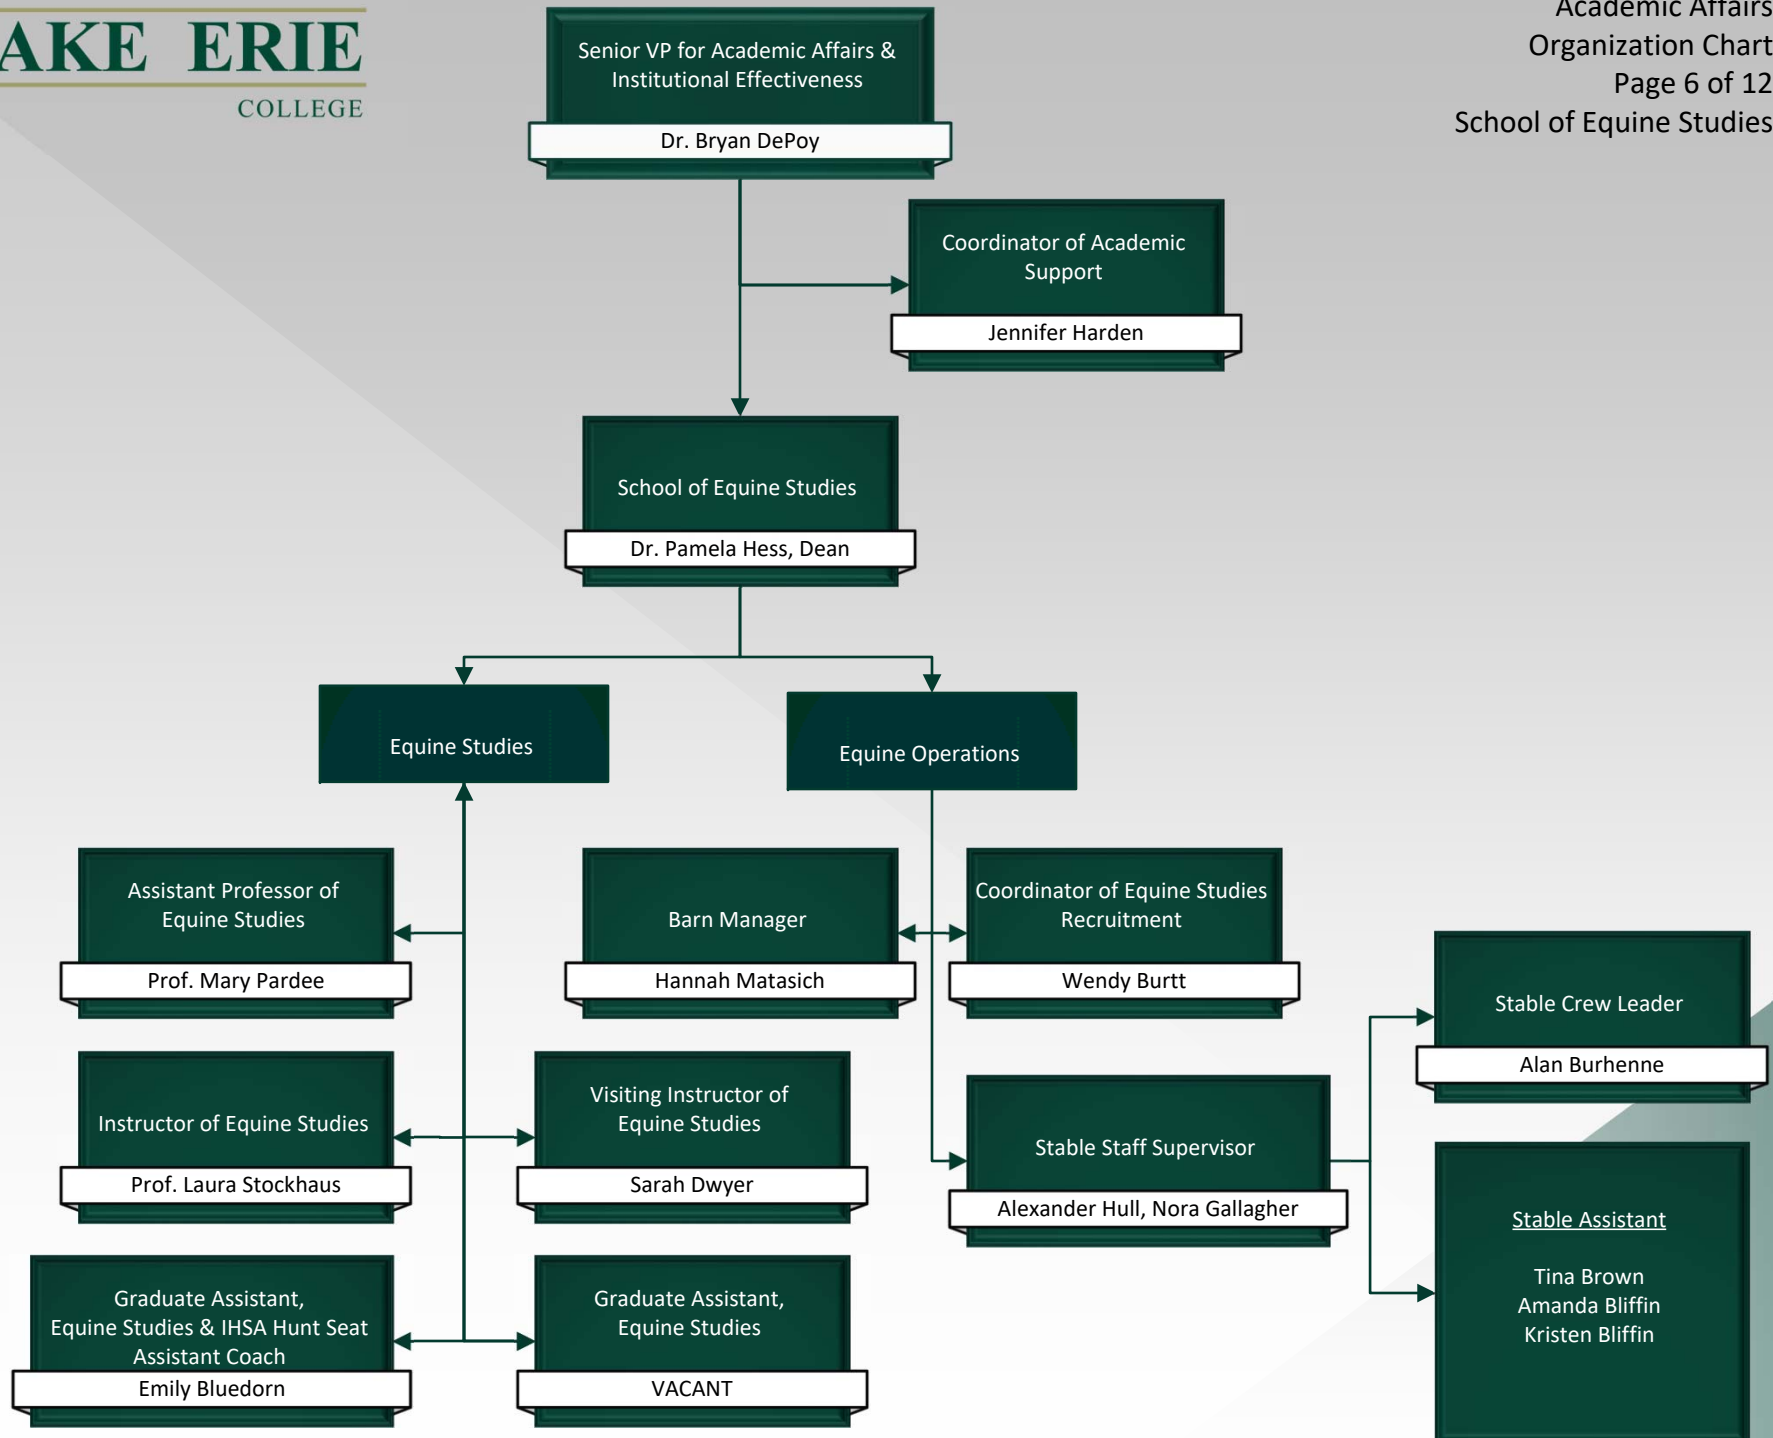 AKE ERIE
COLLEGE
Academic Affairs
Organization Chart
Page 6 of 12
School of Equine Studies
Senior VP for Academic Affairs &
Institutional Effectiveness
Dr. Bryan DePoy
Coordinator of Academic
Support
Jennifer Harden
School of Equine Studies
Dr. Pamela Hess, Dean
Equine Studies
Equine Operations
Assistant Professor of
Equine Studies
Prof. Mary Pardee
Barn Manager
Hannah Matasich
Coordinator of Equine Studies
Recruitment
Wendy Burtt
Stable Crew Leader
Alan Burhenne
Instructor of Equine Studies
Prof. Laura Stockhaus
Visiting Instructor of
Equine Studies
Sarah Dwyer
Stable Staff Supervisor
Alexander Hull, Nora Gallagher
Stable Assistant
Tina Brown
Amanda Bliffin
Kristen Bliffin
Graduate Assistant,
Equine Studies & IHSA Hunt Seat
Assistant Coach
Emily Bluedorn
Graduate Assistant,
Equine Studies
VACANT